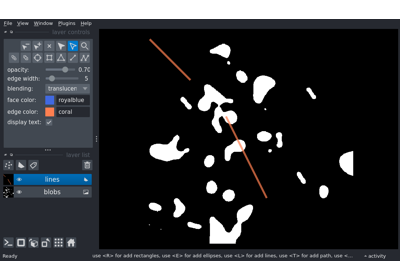 File View Window Plugins Help
layer controls
opacity: 0.70
edge width: 5
blending: translucer
face color: royalblue
edge color: coral
display text:
layer list
lines
blobs
Ready use <R> for add rectangles, use <E> for add ellipses, use <L> for add lines, use <T> for add path, use <... activity